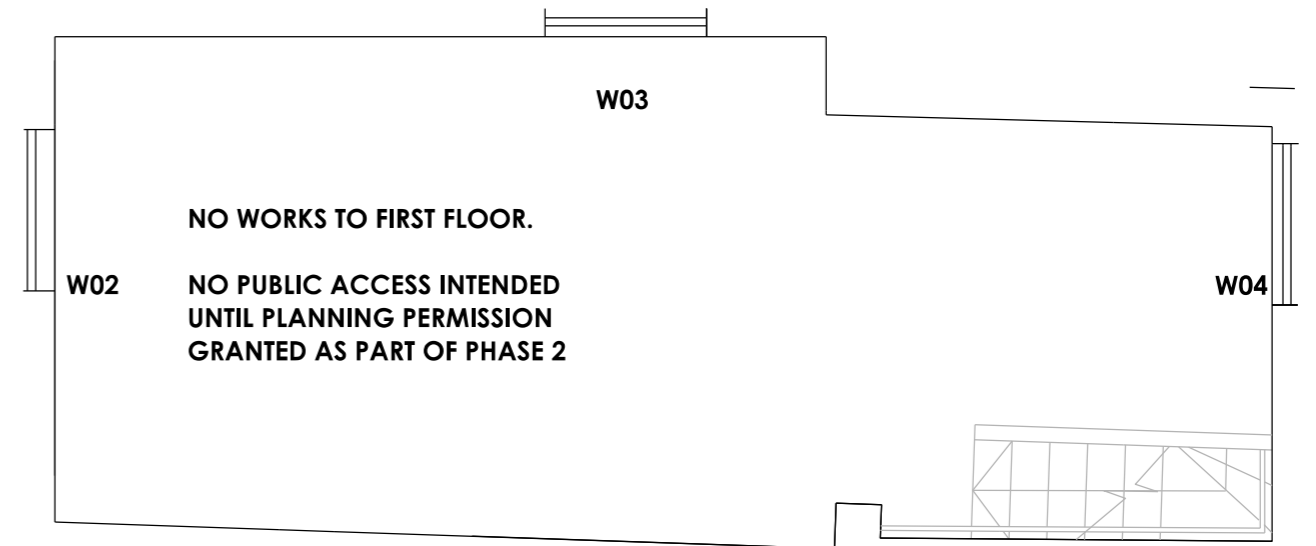 W03
NO WORKS TO FIRST FLOOR.
W02
NO PUBLIC ACCESS INTENDED
UNTIL PLANNING PERMISSION
GRANTED AS PART OF PHASE 2
W04